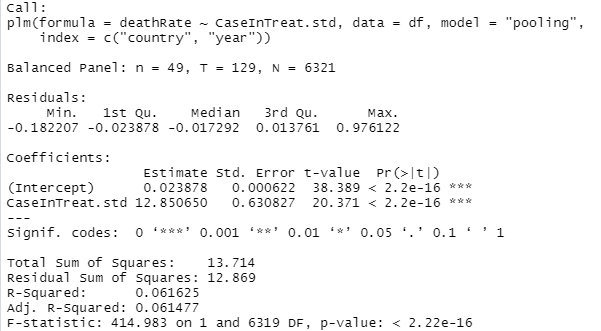 Call:
plm(formula = deathRate ~ CaseInTreat.std, data = df, model = "pooling",
    index = c("country", "year"))
Balanced Panel: n = 49, T = 129, N = 6321
Residuals:
     Min.   1st Qu.    Median   3rd Qu.      Max.
-0.182207 -0.023878 -0.017292  0.013761  0.976122
Coefficients:
                 Estimate Std. Error t-value  Pr(>|t|)
(Intercept)      0.023878   0.000622  38.389 < 2.2e-16 ***
CaseInTreat.std 12.850650   0.630827  20.371 < 2.2e-16 ***
---
Signif. codes:  0 ‘***’ 0.001 ‘**’ 0.01 ‘*’ 0.05 ‘.’ 0.1 ‘ ’ 1
Total Sum of Squares:    13.714
Residual Sum of Squares: 12.869
R-Squared:      0.061625
Adj. R-Squared: 0.061477
F-statistic: 414.983 on 1 and 6319 DF, p-value: < 2.22e-16